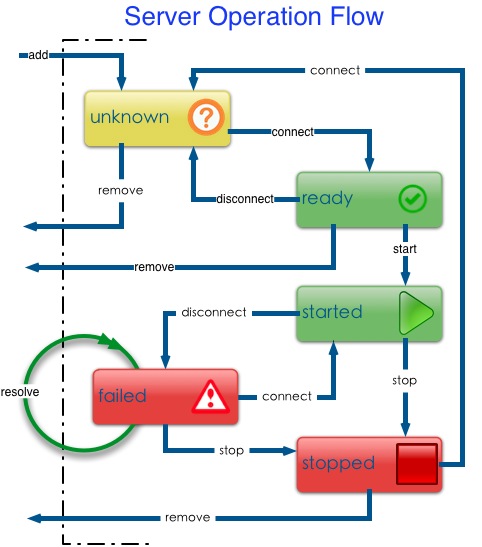 Server Operation Flow
add
connect
unknown
connect
remove
disconnect
ready
start
remove
disconnect
started
resolve
failed
connect
stop
stop
stopped
remove